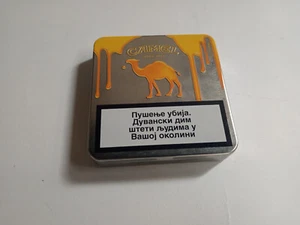 Пушење убија.
Дувански дим
штети људима у
Вашој околини